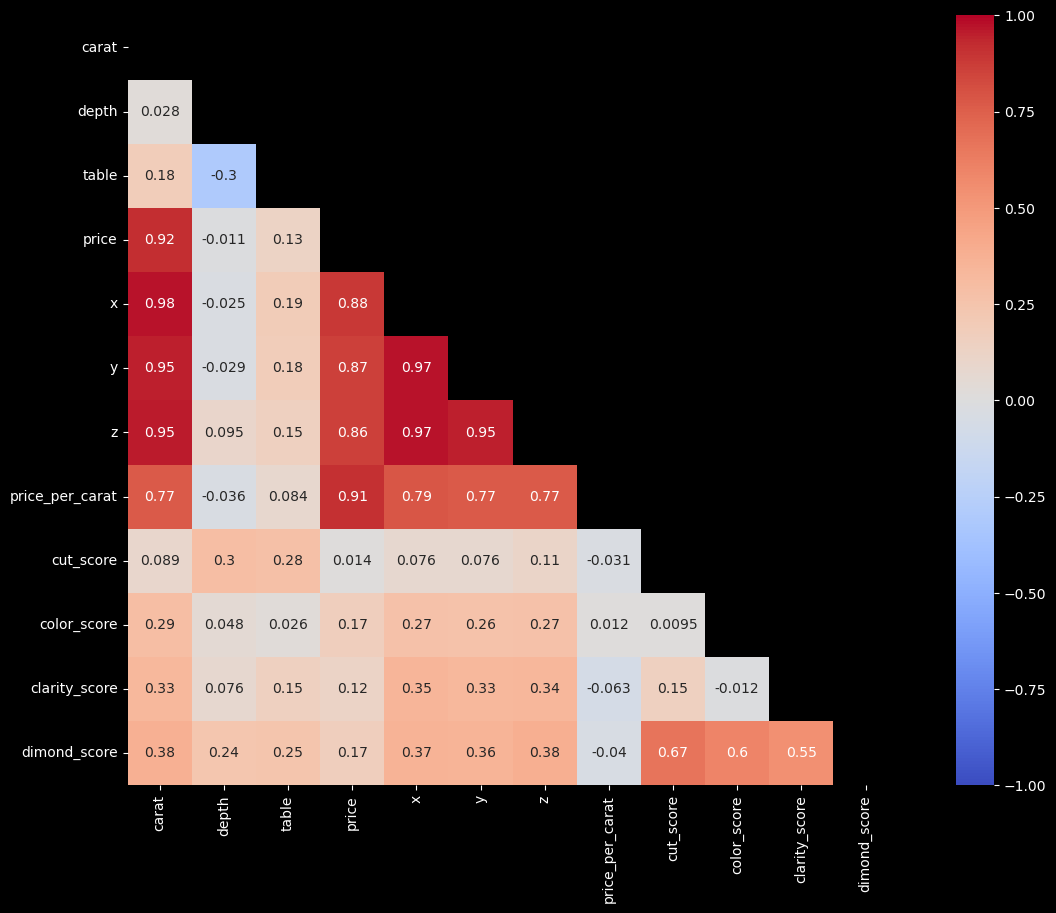 carat
depth 0.028
table 0.18 -0.3
price 0.92 -0.011 0.13
x 0.98 -0.025 0.19 0.88
y 0.95 -0.029 0.18 0.87 0.97
z 0.95 0.095 0.15 0.86 0.97 0.95
price_per_carat 0.77 -0.036 0.084 0.91 0.79 0.77 0.77
cut_score 0.089 0.3 0.28 0.014 0.076 0.076 0.11 -0.031
color_score 0.29 0.048 0.026 0.17 0.27 0.26 0.27 0.012 0.0095
clarity_score 0.33 0.076 0.15 0.12 0.35 0.33 0.34 -0.063 0.15 -0.012
dimond_score 0.38 0.24 0.25 0.17 0.37 0.36 0.38 -0.04 0.67 0.6 0.55
carat depth table price x y z price_per_carat cut_score color_score clarity_score dimond_score
1.00
0.75
0.50
0.25
0.00
−0.25
−0.50
−0.75
−1.00